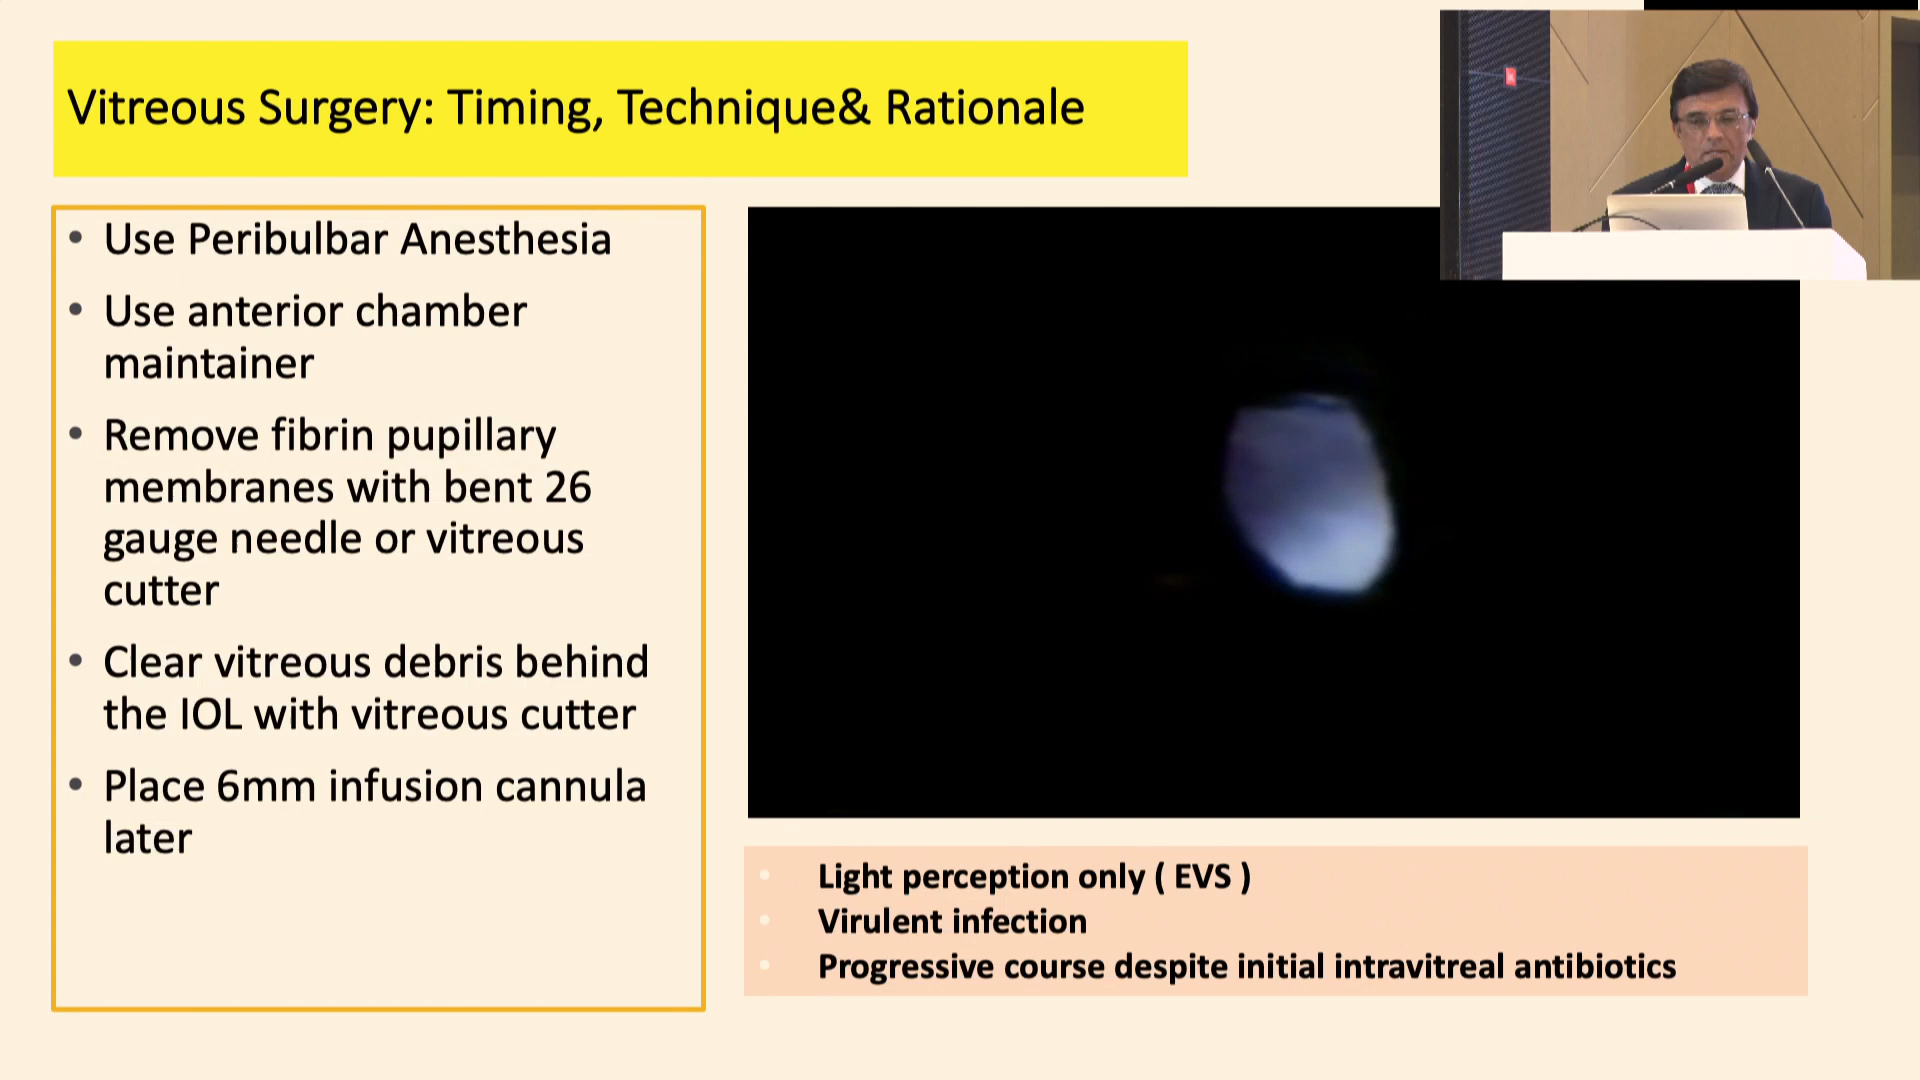 Vitreous Surgery: Timing, Technique& Rationale
• Use Peribulbar Anesthesia
• Use anterior chamber
maintainer
• Remove fibrin pupillary
membranes with bent 26
gauge needle or vitreous
cutter
• Clear vitreous debris behind
the IOL with vitreous cutter
• Place 6mm infusion cannula
later
• Light perception only ( EVS )
• Virulent infection
• Progressive course despite initial intravitreal antibiotics